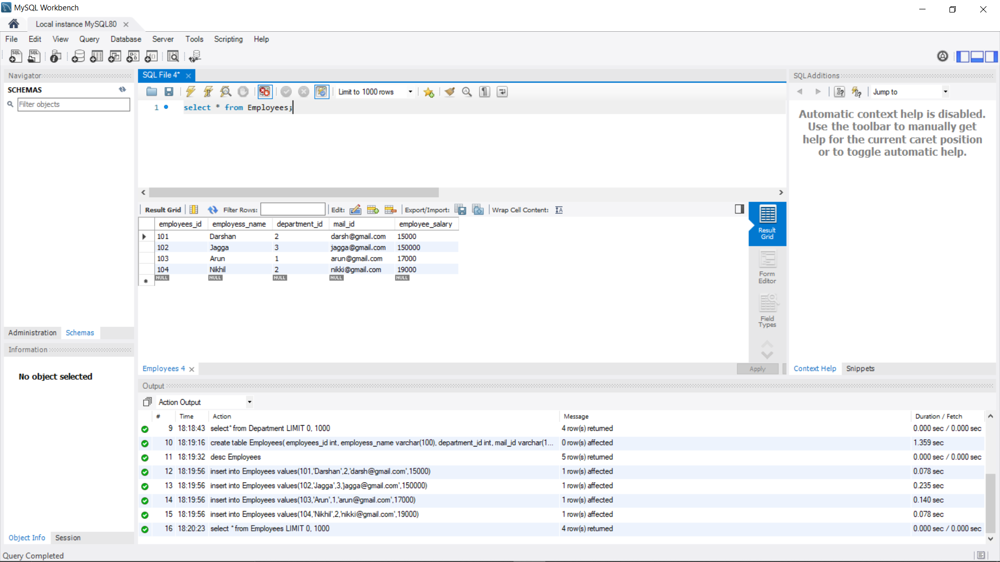 MySQL Workbench
Local instance MySQL80
File Edit View Query Database Server Tools Scripting Help
Navigator
SCHEMAS
Filter objects
Administration Schemas
Information
No object selected
Object Info Session
SQL File 4*
Limit to 1000 rows
1 select * from Employees;
Result Grid Filter Rows: Edit: Export/Import: Wrap Cell Content:
employees_id employess_name department_id mail_id employee_salary
101 Darshan 2 darsh@gmail.com 15000
102 Jagga 3 jagga@gmail.com 150000
103 Arun 1 arun@gmail.com 17000
104 Nikhil 2 nikki@gmail.com 19000
NULL NULL NULL NULL NULL
Result
Grid
Form
Editor
Field
Types
Employees 4
Apply
SQLAdditions
Jump to
Automatic context help is disabled.
Use the toolbar to manually get
help for the current caret position
or to toggle automatic help.
Context Help Snippets
Output
Action Output
# Time Action Message Duration / Fetch
9 18:18:43 select* from Department LIMIT 0, 1000 4 row(s) returned 0.000 sec / 0.000 sec
10 18:19:16 create table Employees( employees_id int, employess_name varchar(100), department_id int, mail_id varchar(1... 0 row(s) affected 1.359 sec
11 18:19:32 desc Employees 5 row(s) returned 0.000 sec / 0.000 sec
12 18:19:56 insert into Employees values(101,'Darshan',2,'darsh@gmail.com',15000) 1 row(s) affected 0.078 sec
13 18:19:56 insert into Employees values(102,'Jagga',3,'jagga@gmail.com',150000) 1 row(s) affected 0.235 sec
14 18:19:56 insert into Employees values(103,'Arun',1,'arun@gmail.com',17000) 1 row(s) affected 0.140 sec
15 18:19:56 insert into Employees values(104,'Nikhil',2,'nikki@gmail.com',19000) 1 row(s) affected 0.078 sec
16 18:20:23 select * from Employees LIMIT 0, 1000 4 row(s) returned 0.000 sec / 0.000 sec
Query Completed